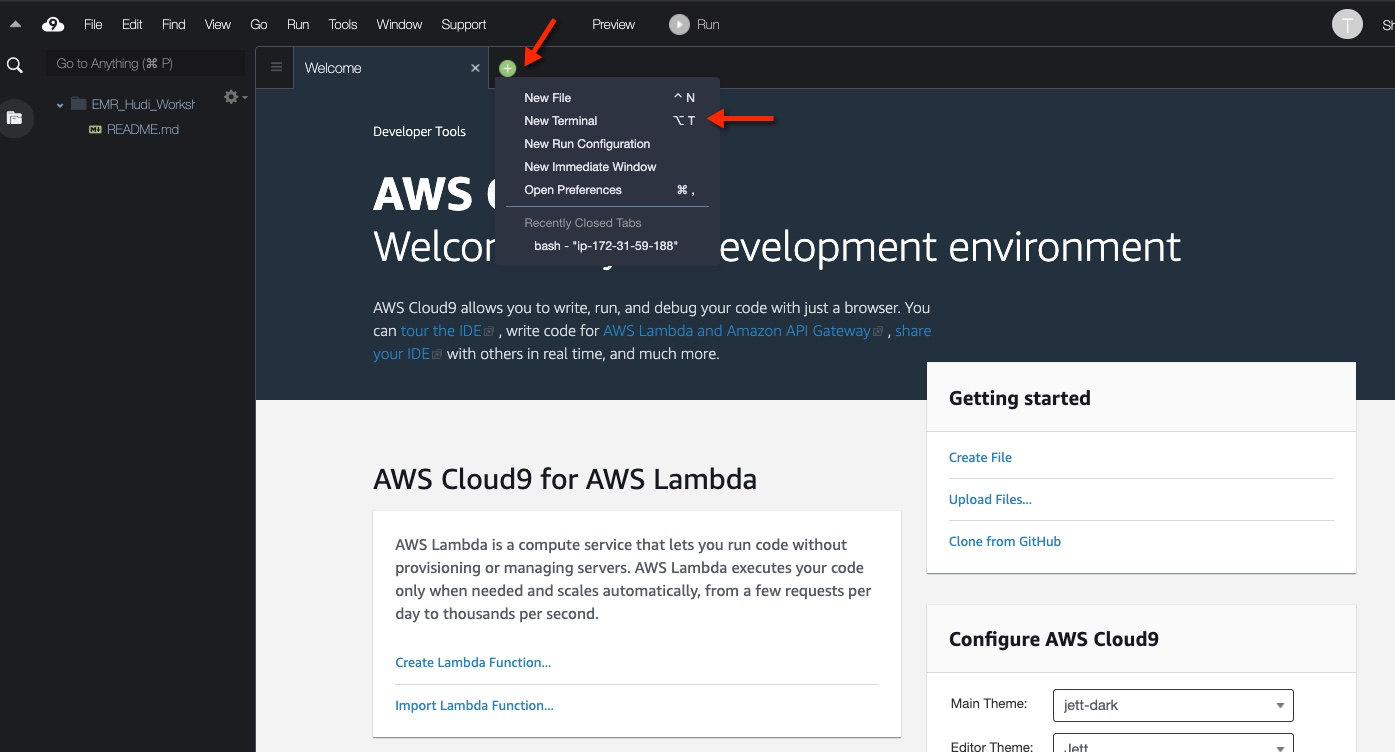 9 File Edit Find View Go Run Tools Window Support Preview Run T Sh
Go to Anything (⌘ P)
Welcome
EMR_Hudi_Worksh
README.md
New File ^ N
New Terminal ⌥ T
New Run Configuration
New Immediate Window
Open Preferences ⌘ ,
Recently Closed Tabs
bash - "ip-172-31-59-188"
Developer Tools
AWS
Welcom evelopment environment
AWS Cloud9 allows you to write, run, and debug your code with just a browser. You
can tour the IDE , write code for AWS Lambda and Amazon API Gateway , share
your IDE with others in real time, and much more.
Getting started
Create File
Upload Files...
Clone from GitHub
AWS Cloud9 for AWS Lambda
AWS Lambda is a compute service that lets you run code without
provisioning or managing servers. AWS Lambda executes your code
only when needed and scales automatically, from a few requests per
day to thousands per second.
Create Lambda Function...
Import Lambda Function...
Configure AWS Cloud9
Main Theme: jett-dark
Editor Theme: Jett